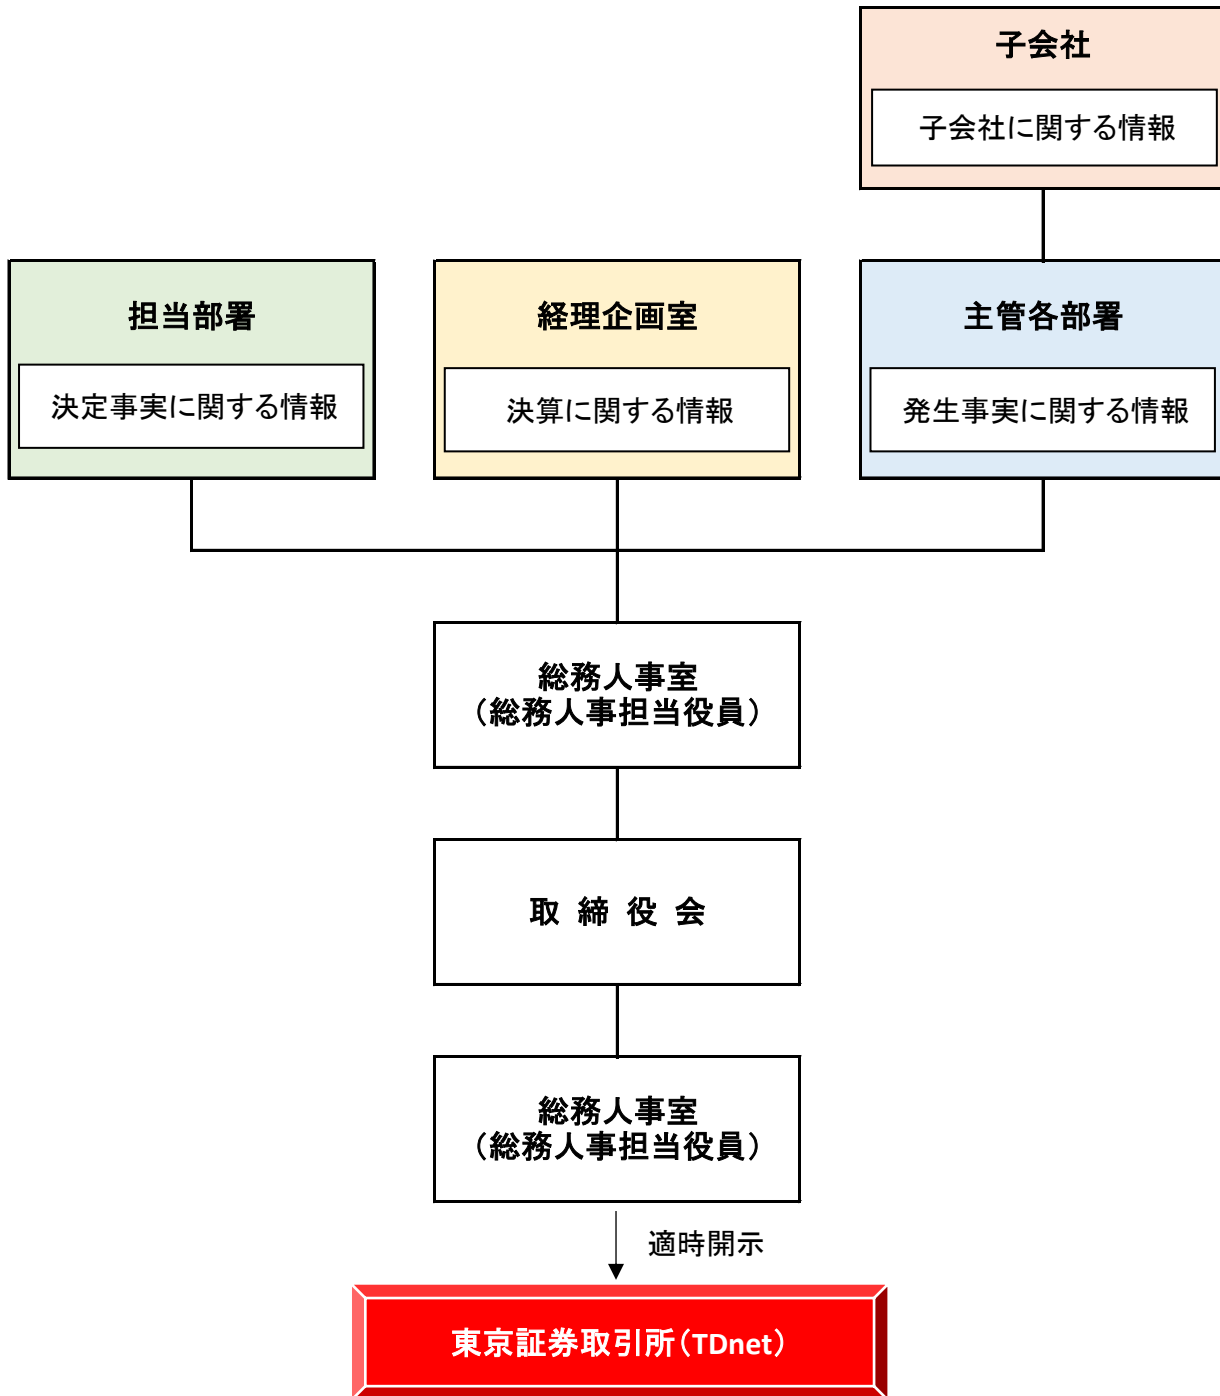 子会社
子会社に関する情報
担当部署
決定事実に関する情報
経理企画室
決算に関する情報
主管各部署
発生事実に関する情報
総務人事室
（総務人事担当役員）
取 締 役 会
総務人事室
（総務人事担当役員）
適時開示
東京証券取引所（TDnet）